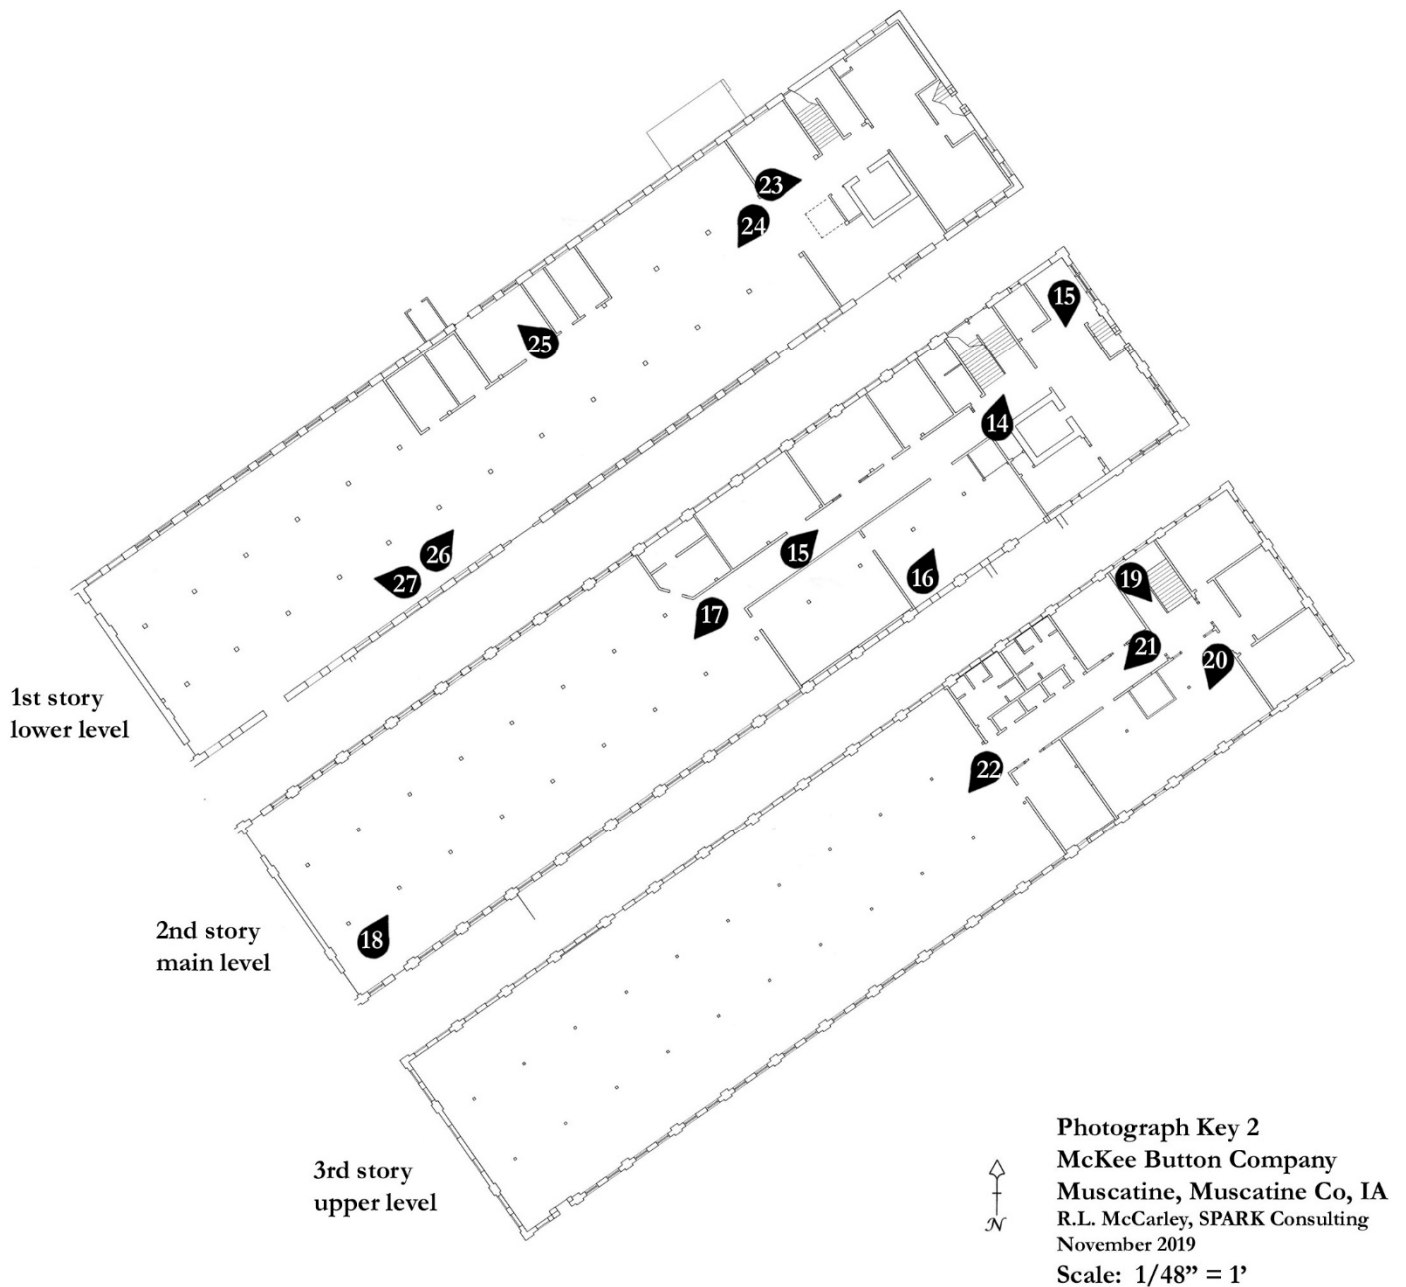 23
24
25
26
27
1st story
lower level
15
14
15
16
17
18
2nd story
main level
19
21
20
22
3rd story
upper level
N
Photograph Key 2
McKee Button Company
Muscatine, Muscatine Co, IA
R.L. McCarley, SPARK Consulting
November 2019
Scale:  1/48” = 1’